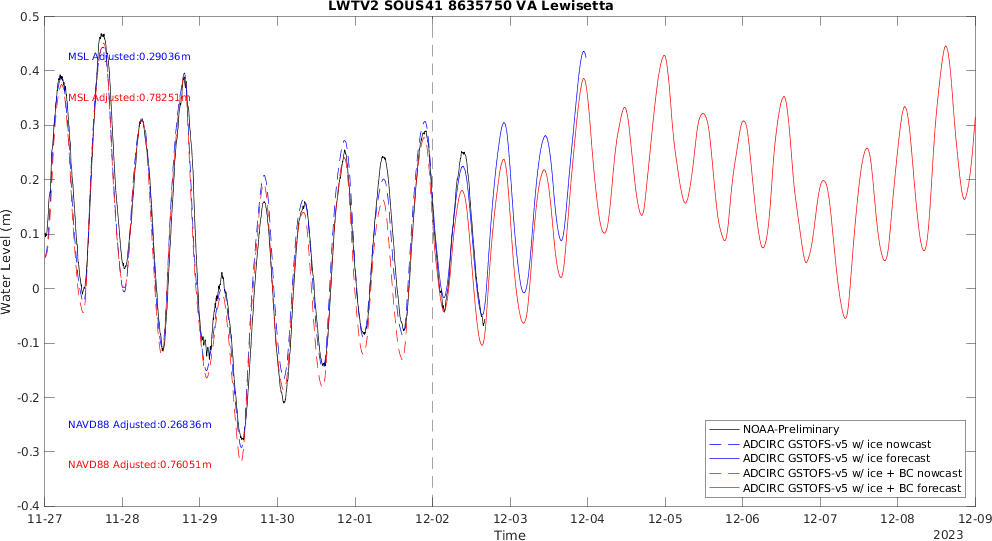 LWTV2 SOUS41 8635750 VA Lewisetta
0.5
0.4
0.3
0.2
0.1
0
-0.1
-0.2
-0.3
-0.4
Water Level (m)
MSL Adjusted:0.29036m
MSL Adjusted:0.78251m
NAVD88 Adjusted:0.26836m
NAVD88 Adjusted:0.76051m
NOAA-Preliminary
ADCIRC GSTOFS-v5 w/ ice nowcast
ADCIRC GSTOFS-v5 w/ ice forecast
ADCIRC GSTOFS-v5 w/ ice + BC nowcast
ADCIRC GSTOFS-v5 w/ ice + BC forecast
11-27 11-28 11-29 11-30 12-01 12-02 12-03 12-04 12-05 12-06 12-07 12-08 12-09
Time
2023